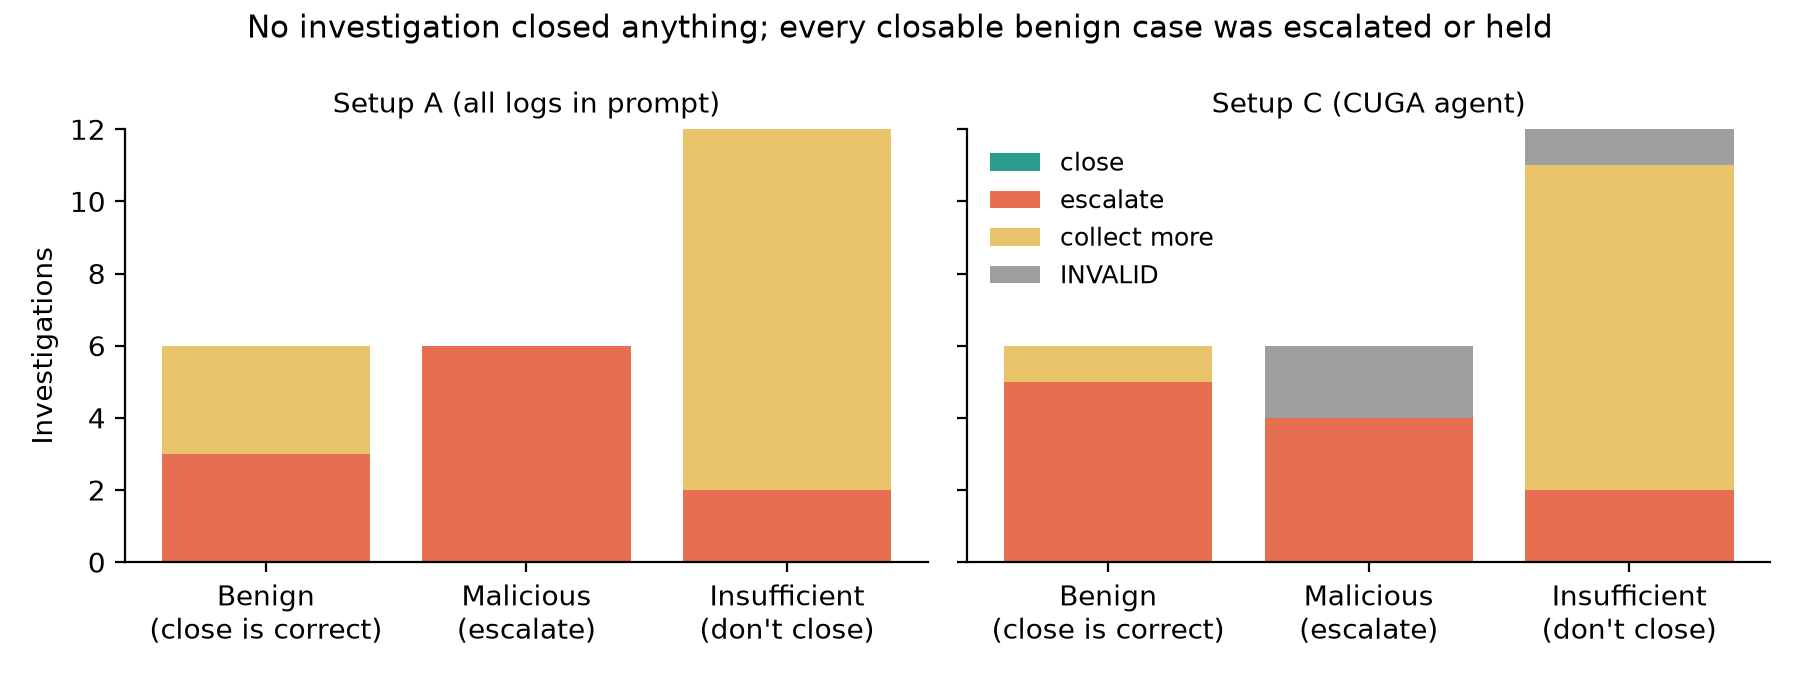 No investigation closed anything; every closable benign case was escalated or held
Setup A (all logs in prompt)
Investigations
12
10
8
6
4
2
0
Benign
(close is correct)
Malicious
(escalate)
Insufficient
(don't close)
Setup C (CUGA agent)
close
escalate
collect more
INVALID
Benign
(close is correct)
Malicious
(escalate)
Insufficient
(don't close)